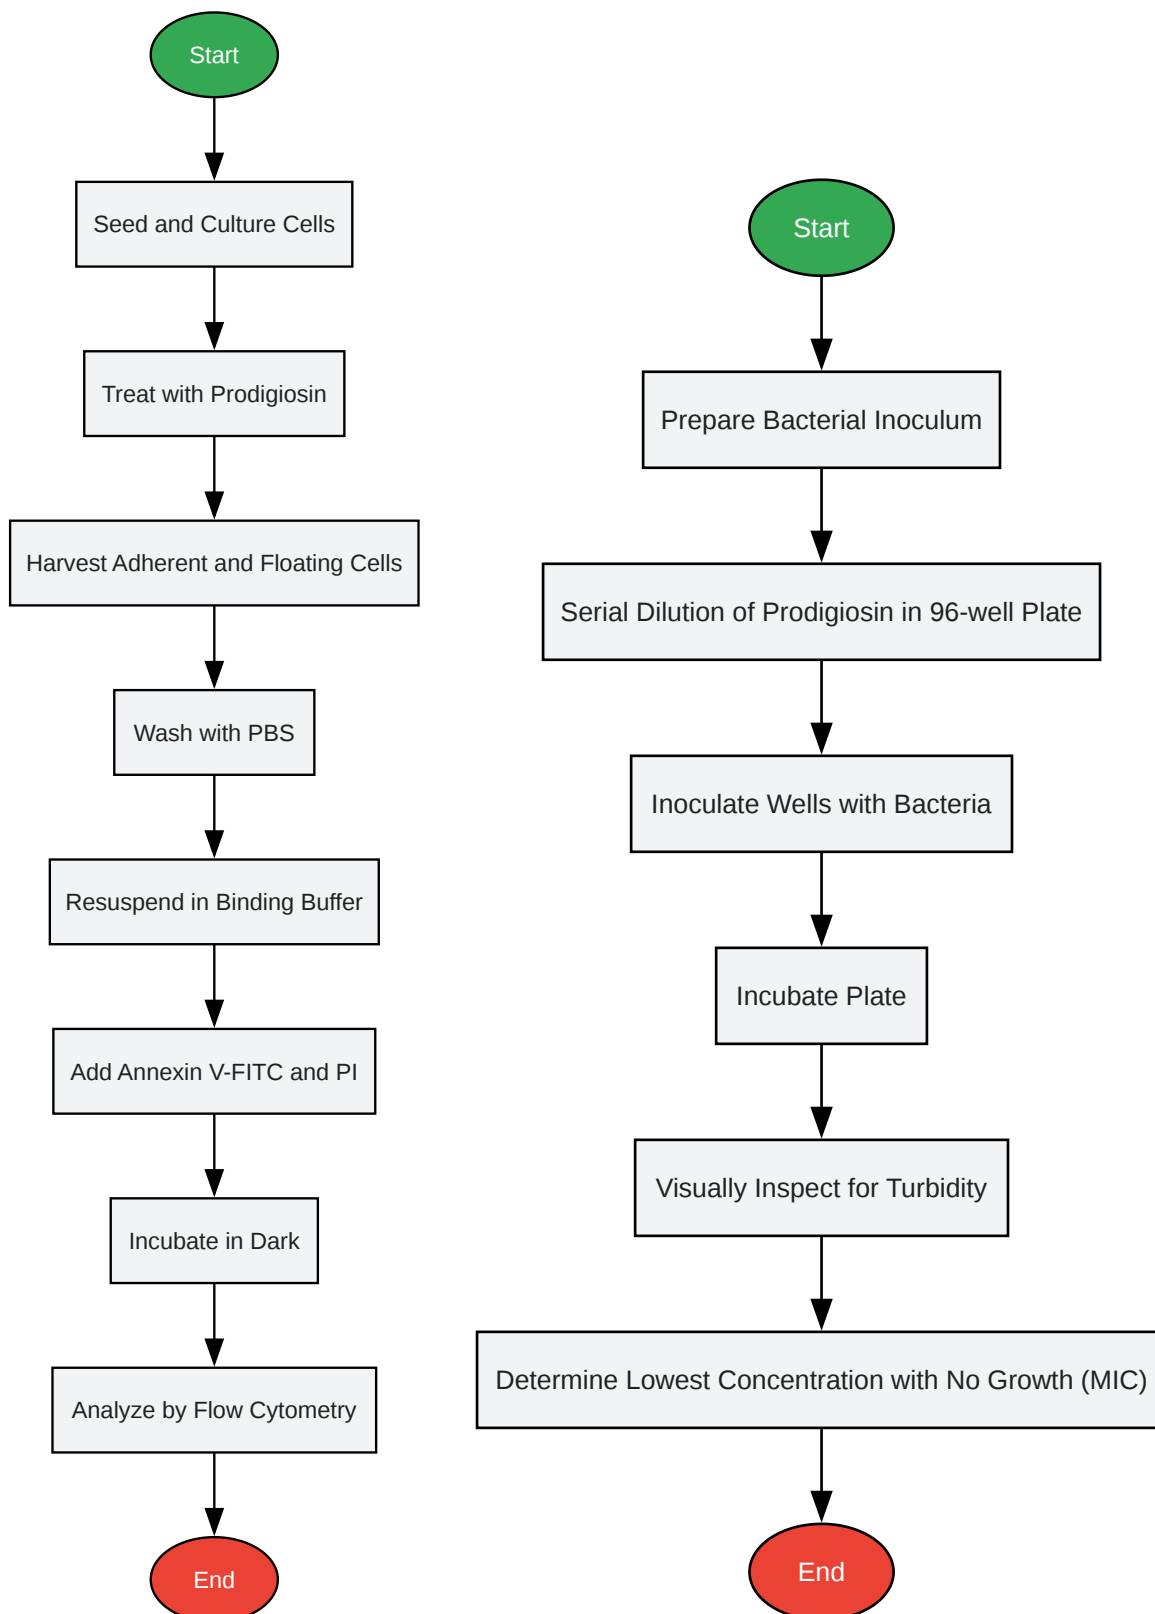 Start
Seed and Culture Cells
Treat with Prodigiosin
Harvest Adherent and Floating Cells
Wash with PBS
Resuspend in Binding Buffer
Add Annexin V-FITC and PI
Incubate in Dark
Analyze by Flow Cytometry
End
Start
Prepare Bacterial Inoculum
Serial Dilution of Prodigiosin in 96-well Plate
Inoculate Wells with Bacteria
Incubate Plate
Visually Inspect for Turbidity
Determine Lowest Concentration with No Growth (MIC)
End